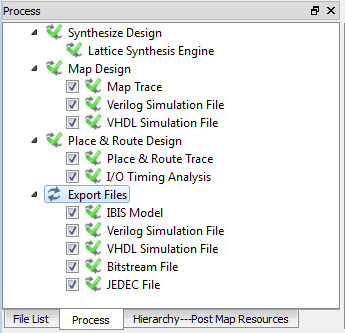 Process
Synthesize Design
Lattice Synthesis Engine
Map Design
Map Trace
Verilog Simulation File
VHDL Simulation File
Place & Route Design
Place & Route Trace
I/O Timing Analysis
Export Files
IBIS Model
Verilog Simulation File
VHDL Simulation File
Bitstream File
JEDEC File
File List Process Hierarchy---Post Map Resources